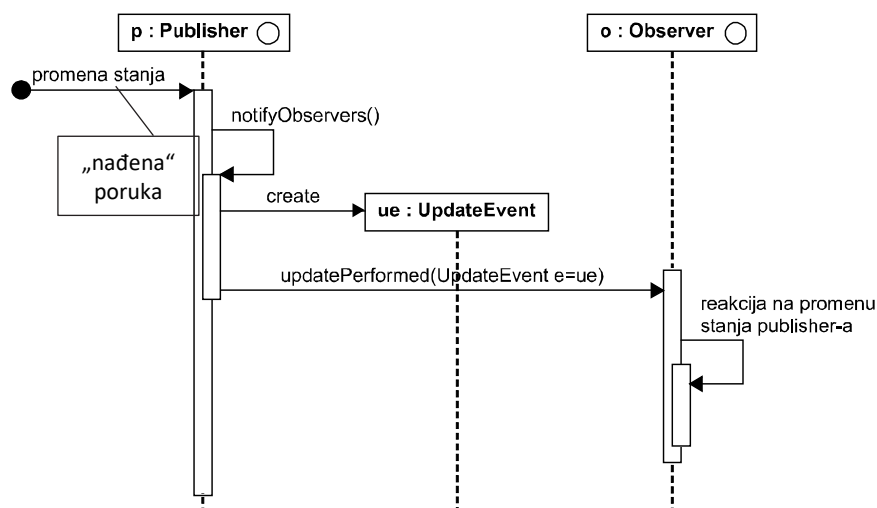 p : Publisher
o : Observer
promena stanja
notifyObservers()
„nađena“
poruka
create
ue : UpdateEvent
updatePerformed(UpdateEvent e=ue)
reakcija na promenu
stanja publisher-a